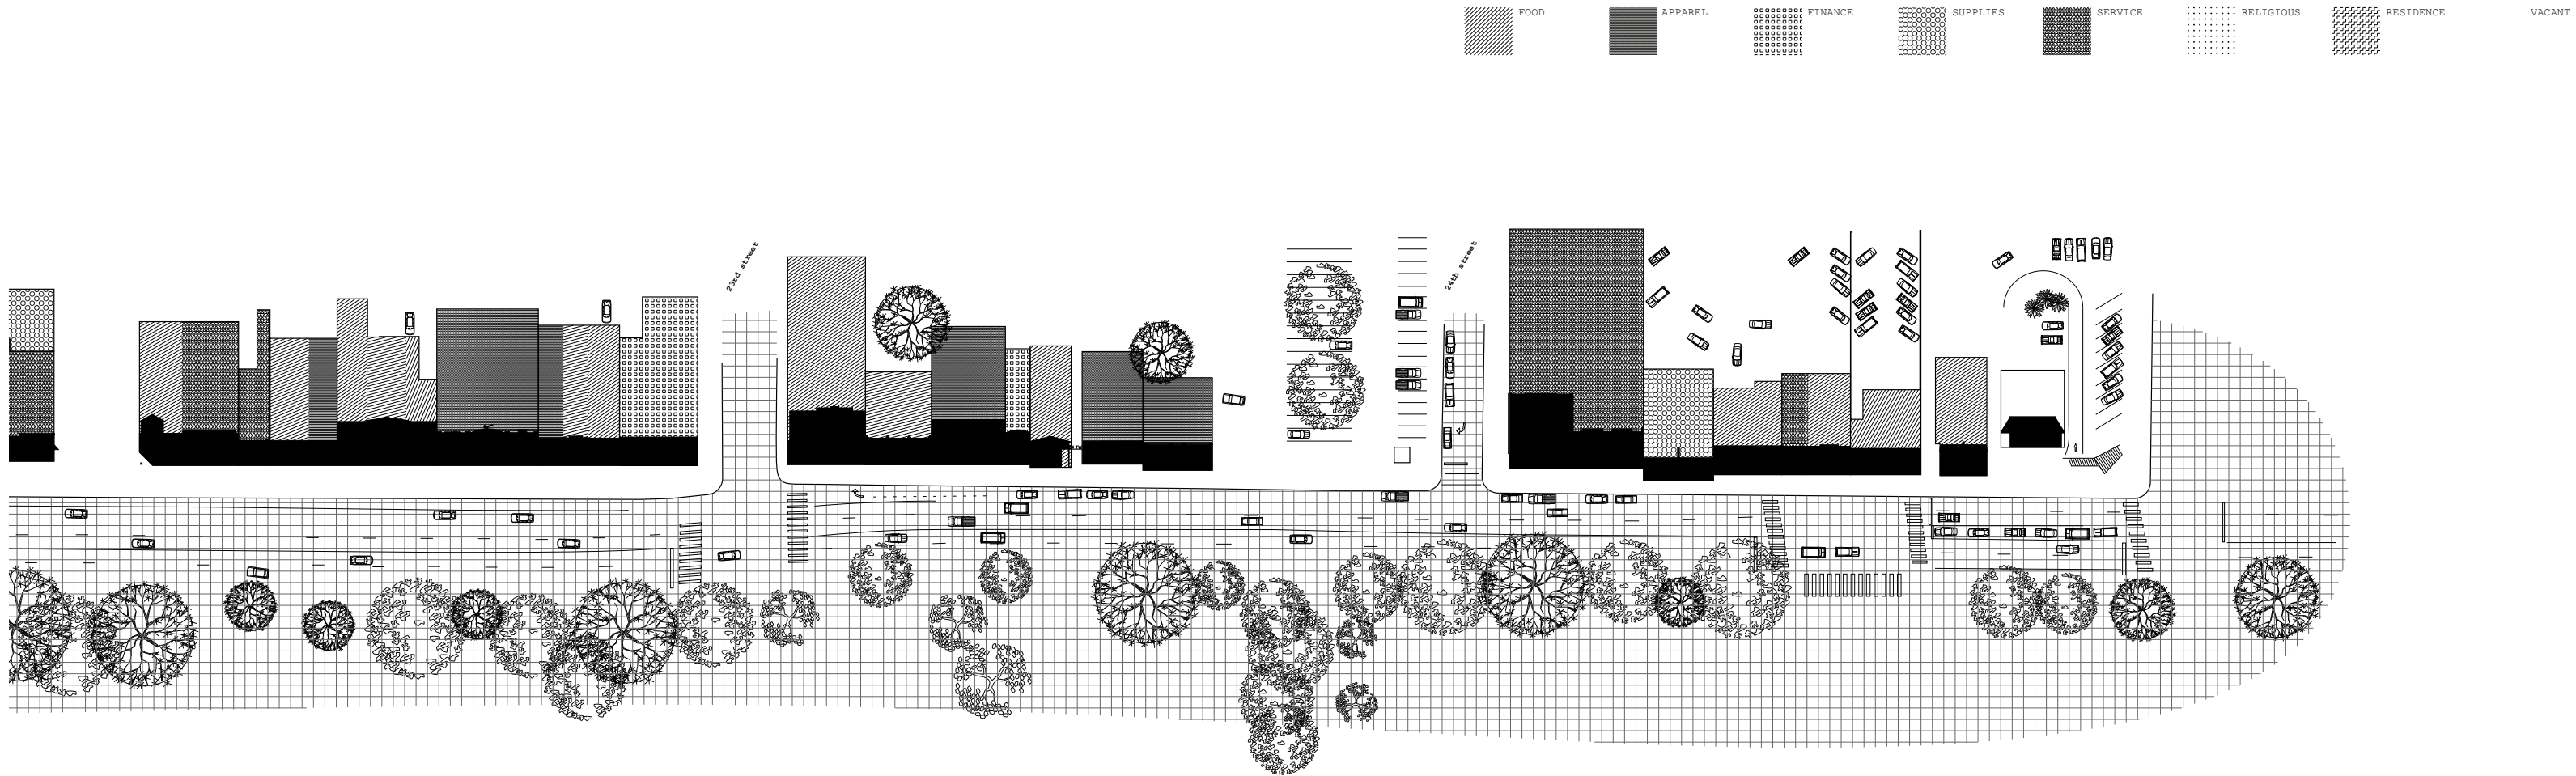 FOOD
APPAREL
FINANCE
SUPPLIES
SERVICE
RELIGIOUS
RESIDENCE
VACANT
23rd street
24th street